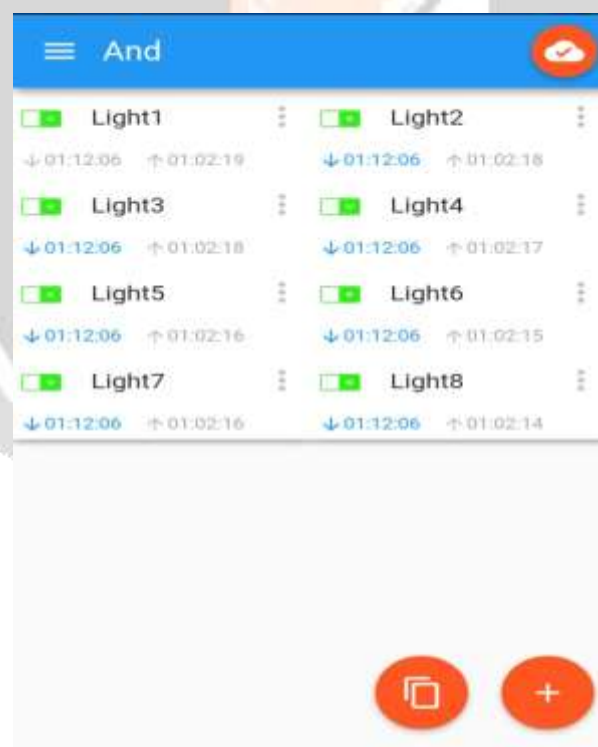 And
Light1 Light2
↓01:12:06 ↑01:02:19 ↓01:12:06 ↑01:02:18
Light3 Light4
↓01:12:06 ↑01:02:18 ↓01:12:06 ↑01:02:17
Light5 Light6
↓01:12:06 ↑01:02:16 ↓01:12:06 ↑01:02:15
Light7 Light8
↓01:12:06 ↑01:02:16 ↓01:12:06 ↑01:02:14